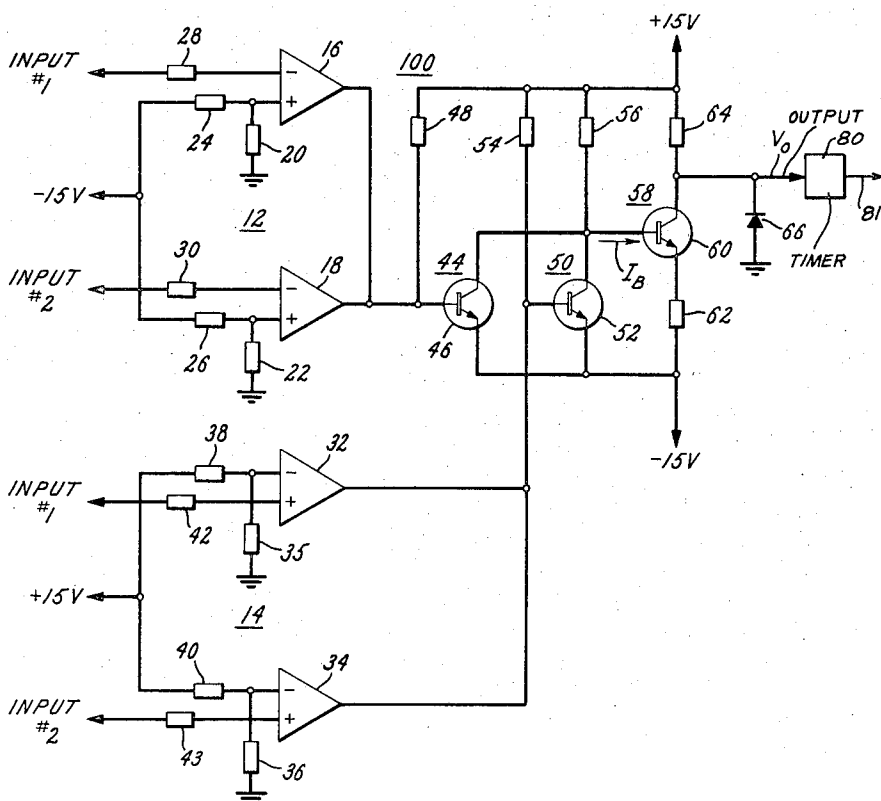 +15V
INPUT #1
28
16
100
24
20
48
54
56
64
V₀
OUTPUT
80
-15V
12
58
66
81
TIMER
60
INPUT #2
30
18
44
50
I_B
46
52
62
26
22
-15V
38
32
INPUT #1
42
35
+15V
14
40
34
INPUT #2
43
36